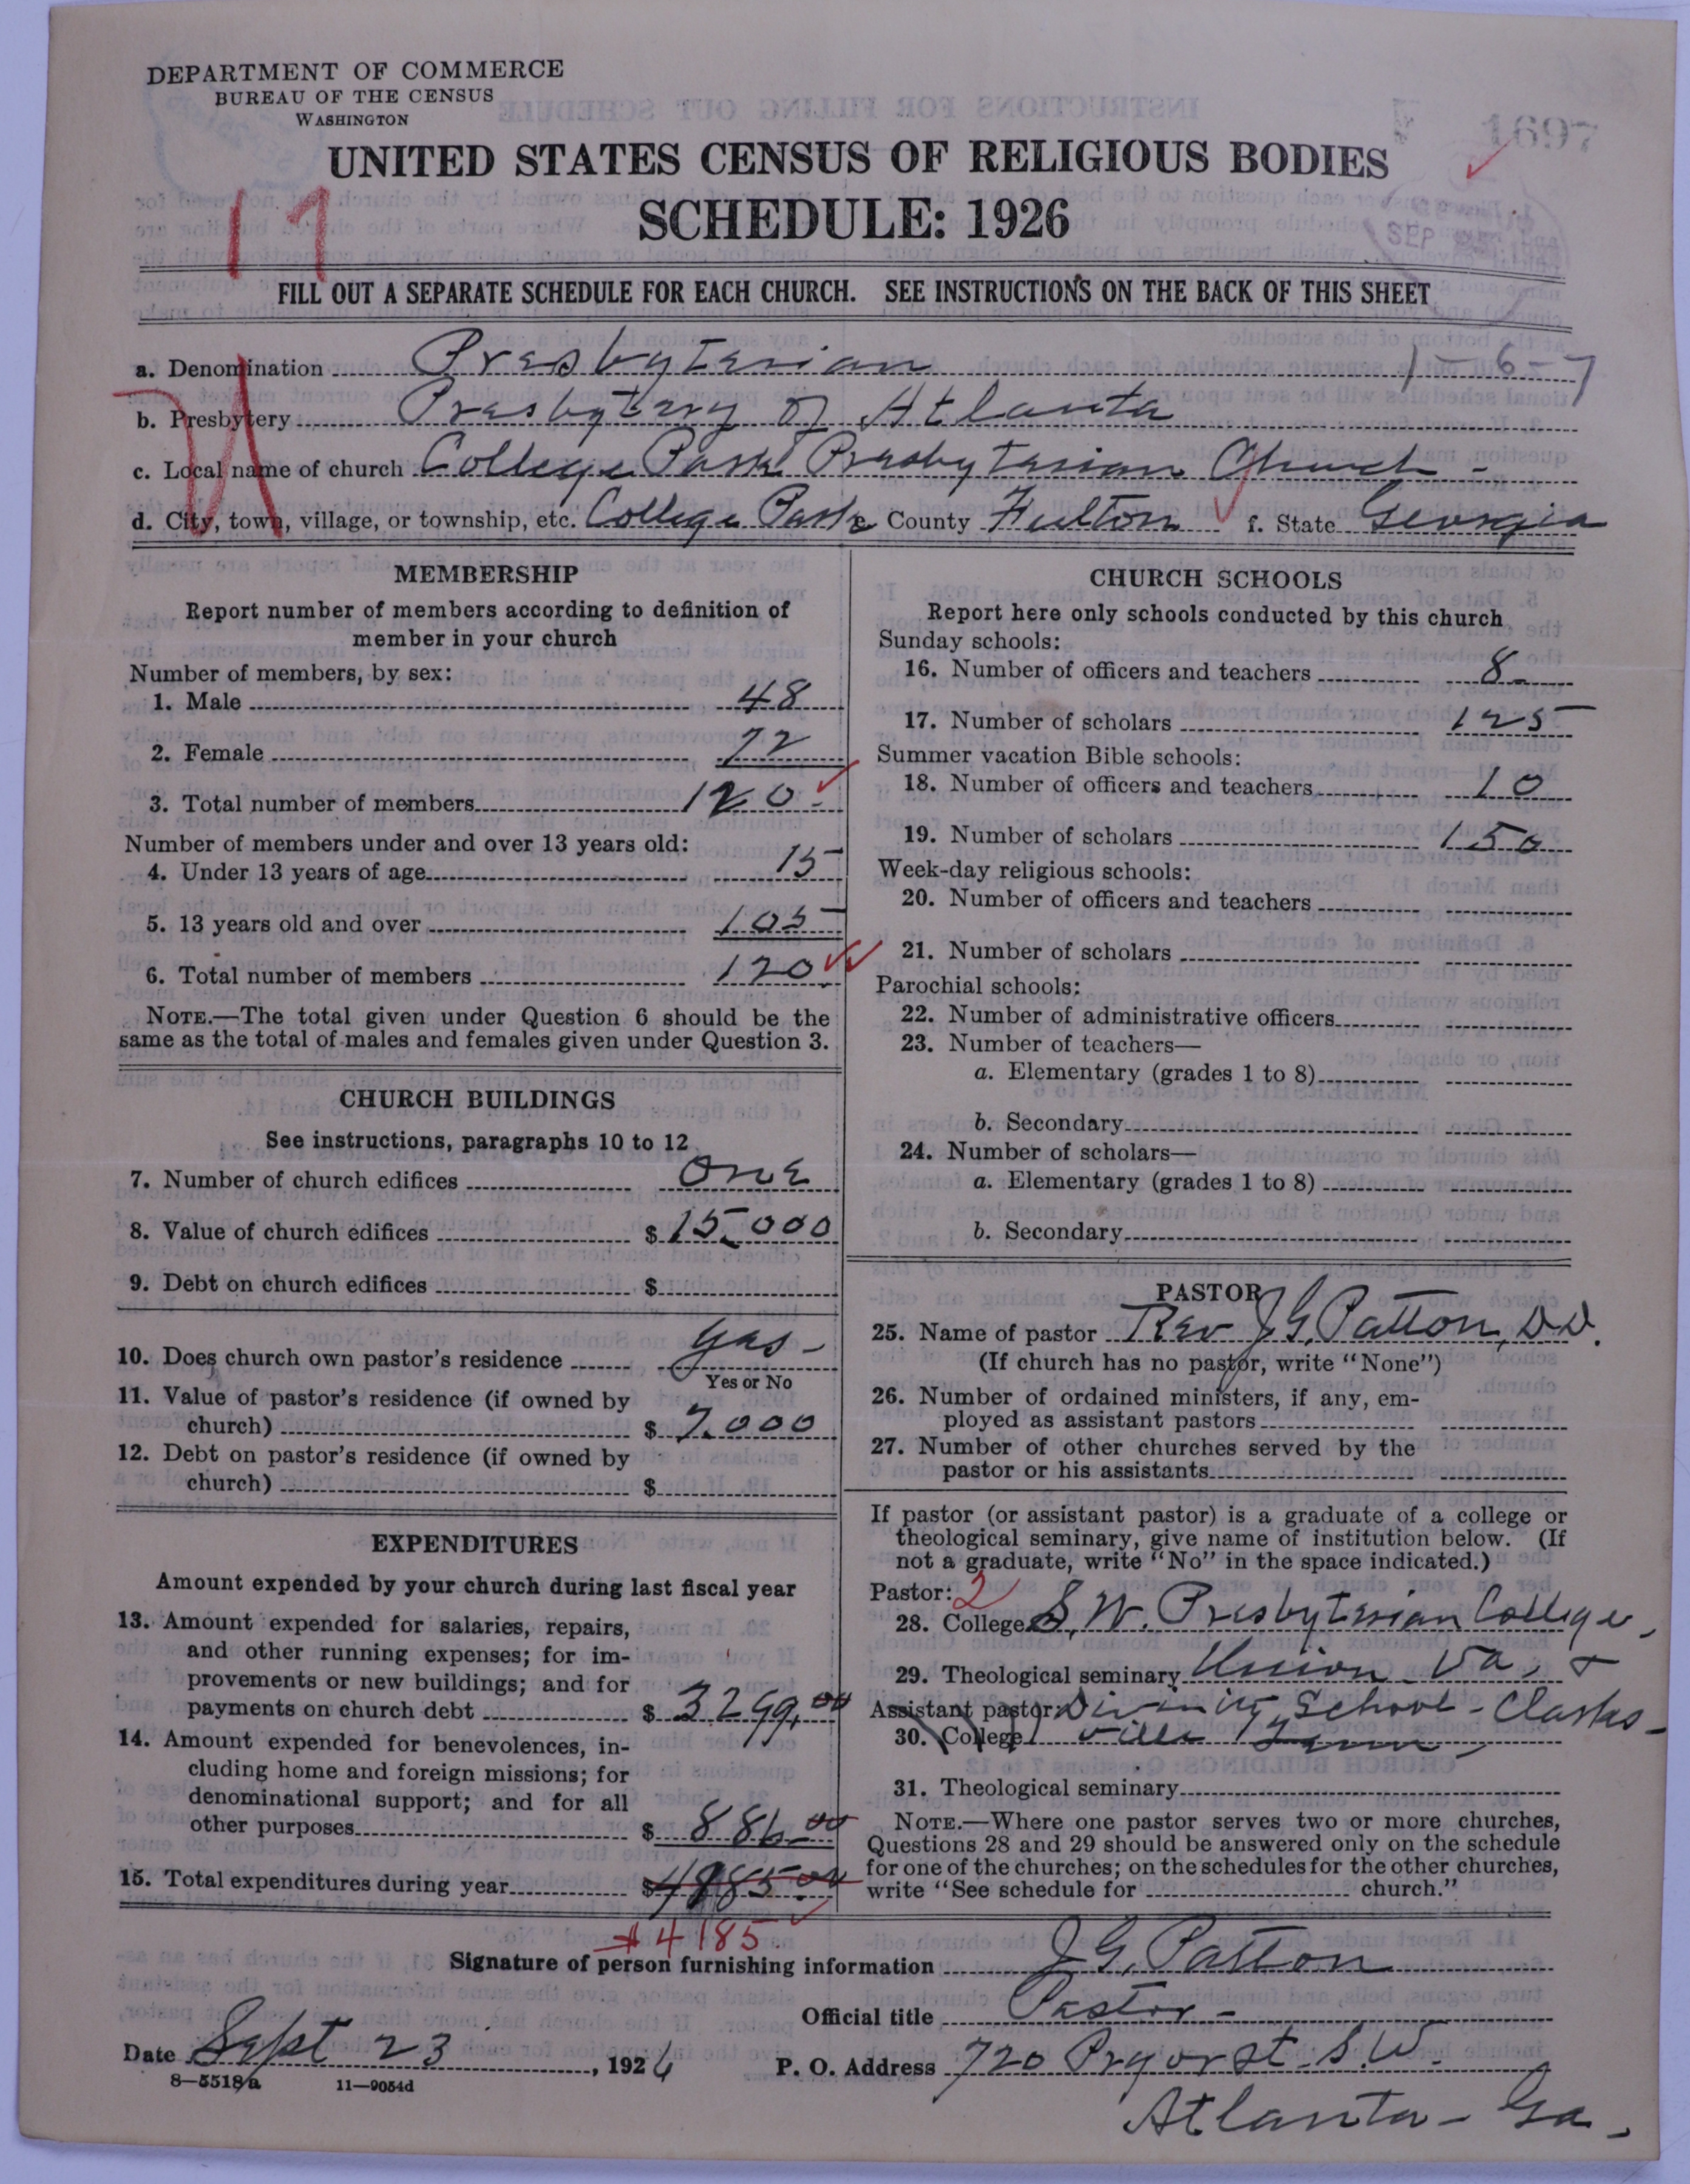 DEPARTMENT OF COMMERCE
BUREAU OF THE CENSUS
WASHINGTON
1697
UNITED STATES CENSUS OF RELIGIOUS BODIES
SCHEDULE: 1926
17
SEP
FILL OUT A SEPARATE SCHEDULE FOR EACH CHURCH. SEE INSTRUCTIONS ON THE BACK OF THIS SHEET
a. Denomination Presbyterian 1-6-7
b. Presbytery Presbytery of Atlanta
c. Local name of church College Park Presbyterian Church -
d. City, town, village, or township, etc. College Park e. County Fulton f. State Georgia
MEMBERSHIP
Report number of members according to definition of
member in your church
Number of members, by sex:
1. Male 48
2. Female 72
3. Total number of members 120
Number of members under and over 13 years old:
4. Under 13 years of age 15
5. 13 years old and over 105
6. Total number of members 120
NOTE.—The total given under Question 6 should be the
same as the total of males and females given under Question 3.
CHURCH BUILDINGS
See instructions, paragraphs 10 to 12
7. Number of church edifices One
8. Value of church edifices $ 15,000
9. Debt on church edifices $
10. Does church own pastor's residence Yes -
Yes or No
11. Value of pastor's residence (if owned by
church) $ 7,000
12. Debt on pastor's residence (if owned by
church) $
EXPENDITURES
Amount expended by your church during last fiscal year
13. Amount expended for salaries, repairs,
and other running expenses; for im-
provements or new buildings; and for
payments on church debt $ 3299.00
14. Amount expended for benevolences, in-
cluding home and foreign missions; for
denominational support; and for all
other purposes $ 886.00
15. Total expenditures during year $ 4985.00
$4185
CHURCH SCHOOLS
Report here only schools conducted by this church
Sunday schools:
16. Number of officers and teachers 8
17. Number of scholars 125
Summer vacation Bible schools:
18. Number of officers and teachers 10
19. Number of scholars 150
Week-day religious schools:
20. Number of officers and teachers
21. Number of scholars
Parochial schools:
22. Number of administrative officers
23. Number of teachers—
a. Elementary (grades 1 to 8)
b. Secondary
24. Number of scholars—
a. Elementary (grades 1 to 8)
b. Secondary
PASTOR
25. Name of pastor Rev J G. Patton, D.D.
(If church has no pastor, write "None")
26. Number of ordained ministers, if any, em-
ployed as assistant pastors
27. Number of other churches served by the
pastor or his assistants
If pastor (or assistant pastor) is a graduate of a college or
theological seminary, give name of institution below. (If
not a graduate, write "No" in the space indicated.)
Pastor: 2
28. College S. W. Presbyterian College,
29. Theological seminary Union Va. &
Assistant pastor Divinity School - Clarks-
30. College ville Tenn -
31. Theological seminary
NOTE.—Where one pastor serves two or more churches,
Questions 28 and 29 should be answered only on the schedule
for one of the churches; on the schedules for the other churches,
write "See schedule for church."
Signature of person furnishing information J G. Patton
Official title Pastor -
Date Sept 23, 1926 P. O. Address 720 Pryor St. S.W.
8—5518a 11—9054d
Atlanta - Ga.